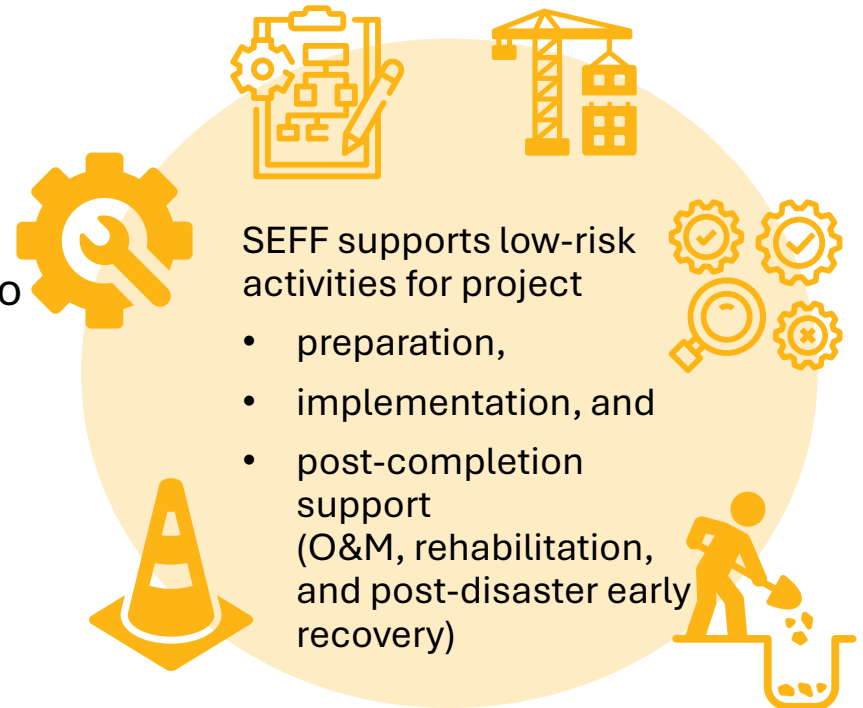 SEFF supports low-risk
activities for project
• preparation,
• implementation, and
• post-completion
support
(O&M, rehabilitation,
and post-disaster early
recovery)
o